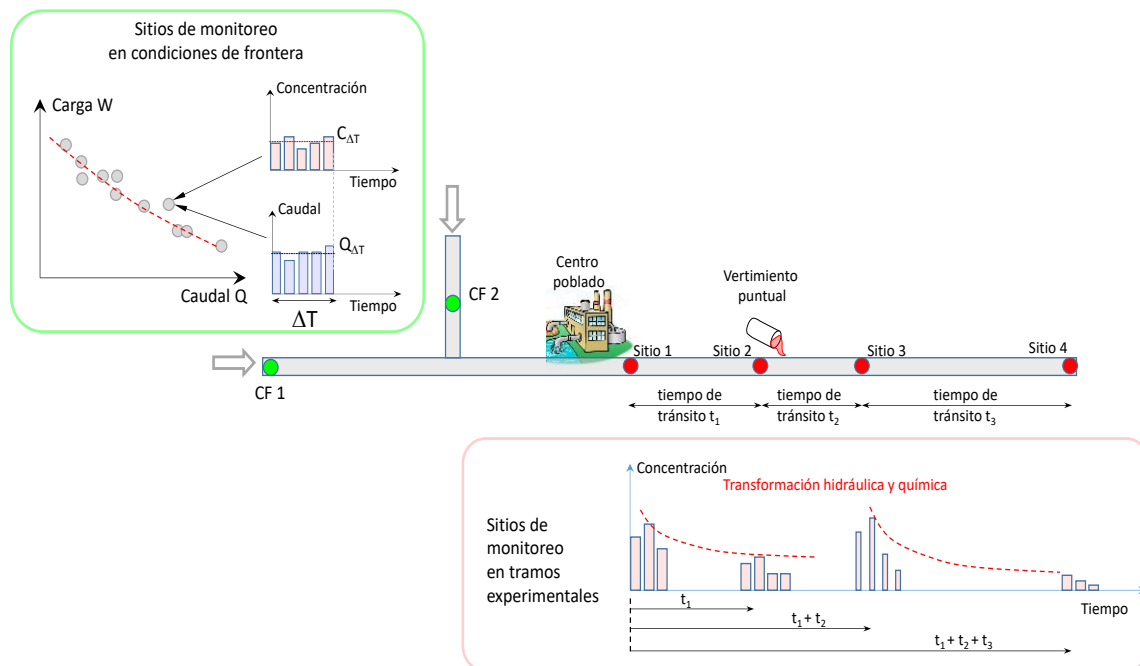 Sitios de monitoreo
en condiciones de frontera
Carga W
Caudal Q
Concentración
C∆T
Tiempo
Caudal
Q∆T
Tiempo
∆T
CF 2
CF 1
Centro
poblado
Vertimiento
puntual
Sitio 1
Sitio 2
Sitio 3
Sitio 4
tiempo de
tránsito t1
tiempo de
tránsito t2
tiempo de
tránsito t3
Sitios de
monitoreo
en tramos
experimentales
Concentración
Transformación hidráulica y química
Tiempo
t1
t1 + t2
t1 + t2 + t3